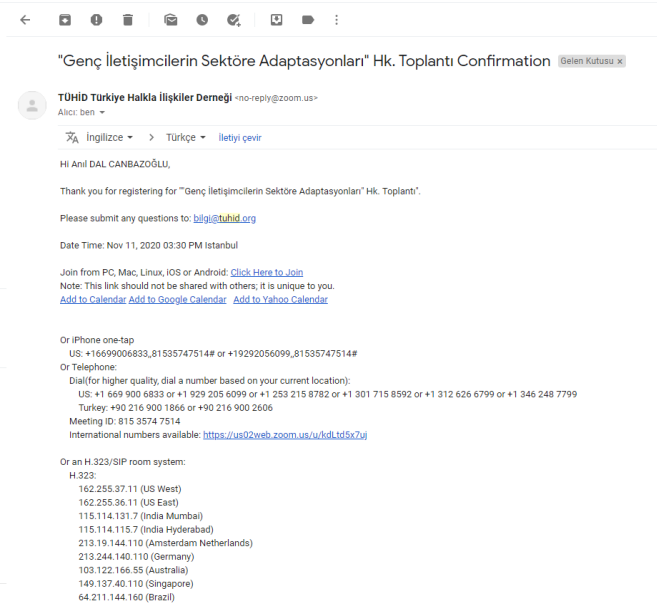 "Genç İletişimcilerin Sektöre Adaptasyonları" Hk. Toplantı Confirmation Gelen Kutusu x
TÜHİD Türkiye Halkla İlişkiler Derneği <no-reply@zoom.us>
Alıcı: ben
İngilizce > Türkçe İletiyi çevir
Hi Anıl DAL CANBAZOĞLU,
Thank you for registering for ""Genç İletişimcilerin Sektöre Adaptasyonları" Hk. Toplantı".
Please submit any questions to: bilgi@tuhid.org
Date Time: Nov 11, 2020 03:30 PM Istanbul
Join from PC, Mac, Linux, iOS or Android: Click Here to Join
Note: This link should not be shared with others; it is unique to you.
Add to Calendar Add to Google Calendar Add to Yahoo Calendar
Or iPhone one-tap
US: +16699006833,,81535747514# or +19292056099,,81535747514#
Or Telephone:
Dial(for higher quality, dial a number based on your current location):
US: +1 669 900 6833 or +1 929 205 6099 or +1 253 215 8782 or +1 301 715 8592 or +1 312 626 6799 or +1 346 248 7799
Turkey: +90 216 900 1866 or +90 216 900 2606
Meeting ID: 815 3574 7514
International numbers available: https://us02web.zoom.us/u/kdLtd5x7uj
Or an H.323/SIP room system:
H.323:
162.255.37.11 (US West)
162.255.36.11 (US East)
115.114.131.7 (India Mumbai)
115.114.115.7 (India Hyderabad)
213.19.144.110 (Amsterdam Netherlands)
213.244.140.110 (Germany)
103.122.166.55 (Australia)
149.137.40.110 (Singapore)
64.211.144.160 (Brazil)